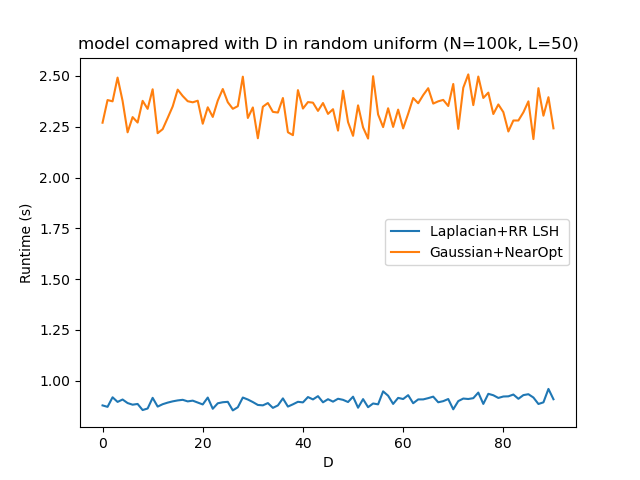 model comapred with D in random uniform (N=100k, L=50)
2.50
2.25
2.00
1.75
1.50
1.25
1.00
Runtime (s)
Laplacian+RR LSH
Gaussian+NearOpt
0 20 40 60 80
D